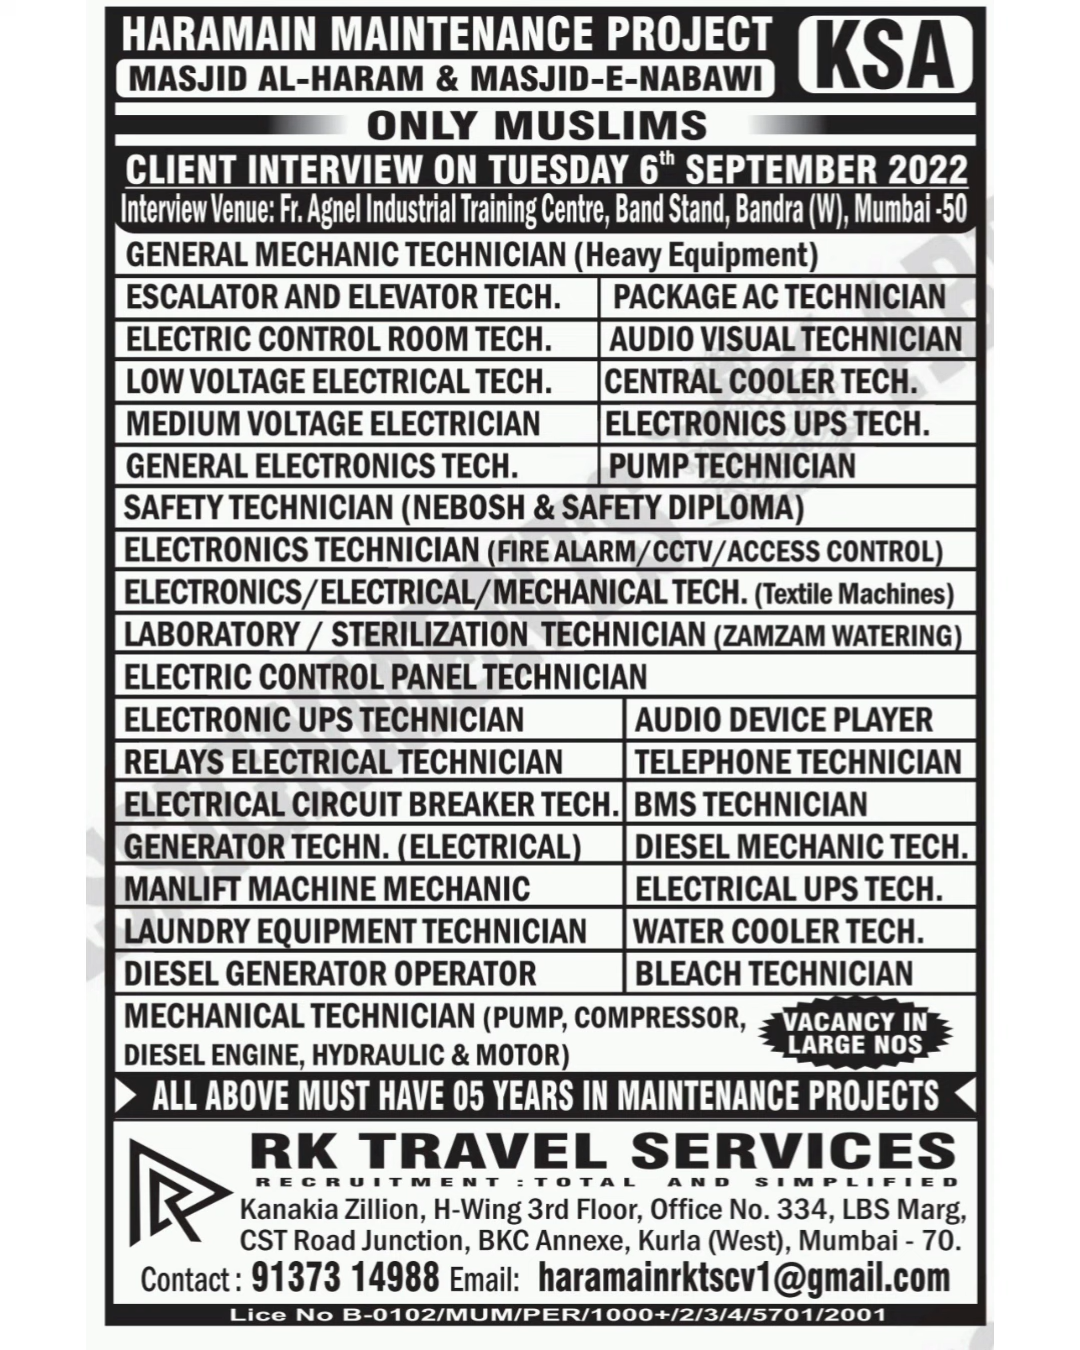 HARAMAIN MAINTENANCE PROJECT
KSA
MASJID AL-HARAM & MASJID-E-NABAWI
ONLY MUSLIMS
CLIENT INTERVIEW ON TUESDAY 6th SEPTEMBER 2022
Interview Venue: Fr. Agnel Industrial Training Centre, Band Stand, Bandra (W), Mumbai -50
GENERAL MECHANIC TECHNICIAN (Heavy Equipment)
ESCALATOR AND ELEVATOR TECH. PACKAGE AC TECHNICIAN
ELECTRIC CONTROL ROOM TECH. AUDIO VISUAL TECHNICIAN
LOW VOLTAGE ELECTRICAL TECH. CENTRAL COOLER TECH.
MEDIUM VOLTAGE ELECTRICIAN ELECTRONICS UPS TECH.
GENERAL ELECTRONICS TECH. PUMP TECHNICIAN
SAFETY TECHNICIAN (NEBOSH & SAFETY DIPLOMA)
ELECTRONICS TECHNICIAN (FIRE ALARM/CCTV/ACCESS CONTROL)
ELECTRONICS/ELECTRICAL/MECHANICAL TECH. (Textile Machines)
LABORATORY / STERILIZATION TECHNICIAN (ZAMZAM WATERING)
ELECTRIC CONTROL PANEL TECHNICIAN
ELECTRONIC UPS TECHNICIAN AUDIO DEVICE PLAYER
RELAYS ELECTRICAL TECHNICIAN TELEPHONE TECHNICIAN
ELECTRICAL CIRCUIT BREAKER TECH. BMS TECHNICIAN
GENERATOR TECHN. (ELECTRICAL) DIESEL MECHANIC TECH.
MANLIFT MACHINE MECHANIC ELECTRICAL UPS TECH.
LAUNDRY EQUIPMENT TECHNICIAN WATER COOLER TECH.
DIESEL GENERATOR OPERATOR BLEACH TECHNICIAN
MECHANICAL TECHNICIAN (PUMP, COMPRESSOR,
DIESEL ENGINE, HYDRAULIC & MOTOR)
VACANCY IN
LARGE NOS
ALL ABOVE MUST HAVE 05 YEARS IN MAINTENANCE PROJECTS
RK TRAVEL SERVICES
RECRUITMENT : TOTAL AND SIMPLIFIED
Kanakia Zillion, H-Wing 3rd Floor, Office No. 334, LBS Marg,
CST Road Junction, BKC Annexe, Kurla (West), Mumbai - 70.
Contact : 91373 14988 Email: haramainrktscv1@gmail.com
Lice No B-0102/MUM/PER/1000+/2/3/4/5701/2001